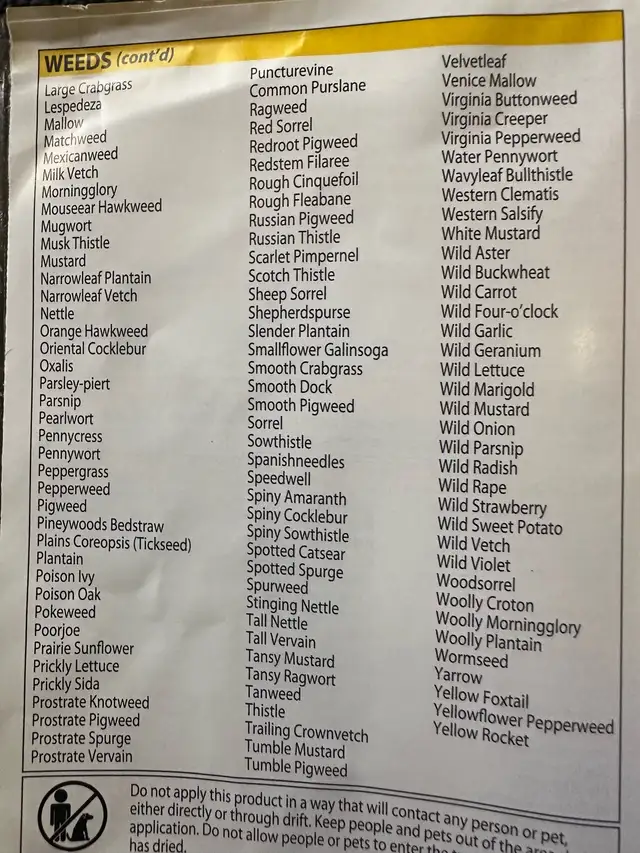 WEEDS (cont'd)
Large Crabgrass
Lespedeza
Mallow
Matchweed
Mexicanweed
Milk Vetch
Morningglory
Mouseear Hawkweed
Mugwort
Musk Thistle
Mustard
Narrowleaf Plantain
Narrowleaf Vetch
Nettle
Orange Hawkweed
Oriental Cocklebur
Oxalis
Parsley-piert
Parsnip
Pearlwort
Pennycress
Pennywort
Peppergrass
Pepperweed
Pigweed
Pineywoods Bedstraw
Plains Coreopsis (Tickseed)
Plantain
Poison Ivy
Poison Oak
Pokeweed
Poorjoe
Prairie Sunflower
Prickly Lettuce
Prickly Sida
Prostrate Knotweed
Prostrate Pigweed
Prostrate Spurge
Prostrate Vervain
Puncturevine
Common Purslane
Ragweed
Red Sorrel
Redroot Pigweed
Redstem Filaree
Rough Cinquefoil
Rough Fleabane
Russian Pigweed
Russian Thistle
Scarlet Pimpernel
Scotch Thistle
Sheep Sorrel
Shepherdspurse
Slender Plantain
Smallflower Galinsoga
Smooth Crabgrass
Smooth Dock
Smooth Pigweed
Sorrel
Sowthistle
Spanishneedles
Speedwell
Spiny Amaranth
Spiny Cocklebur
Spiny Sowthistle
Spotted Catsear
Spotted Spurge
Spurweed
Stinging Nettle
Tall Nettle
Tall Vervain
Tansy Mustard
Tansy Ragwort
Tanweed
Thistle
Trailing Crownvetch
Tumble Mustard
Tumble Pigweed
Velvetleaf
Venice Mallow
Virginia Buttonweed
Virginia Creeper
Virginia Pepperweed
Water Pennywort
Wavyleaf Bullthistle
Western Clematis
Western Salsify
White Mustard
Wild Aster
Wild Buckwheat
Wild Carrot
Wild Four-o'clock
Wild Garlic
Wild Geranium
Wild Lettuce
Wild Marigold
Wild Mustard
Wild Onion
Wild Parsnip
Wild Radish
Wild Rape
Wild Strawberry
Wild Sweet Potato
Wild Vetch
Wild Violet
Woodsorrel
Woolly Croton
Woolly Morningglory
Woolly Plantain
Wormseed
Yarrow
Yellow Foxtail
Yellowflower Pepperweed
Yellow Rocket
Do not apply this product in a way that will contact any person or pet,
either directly or through drift. Keep people and pets out of the
application. Do not allow people or pets to enter the
has dried.